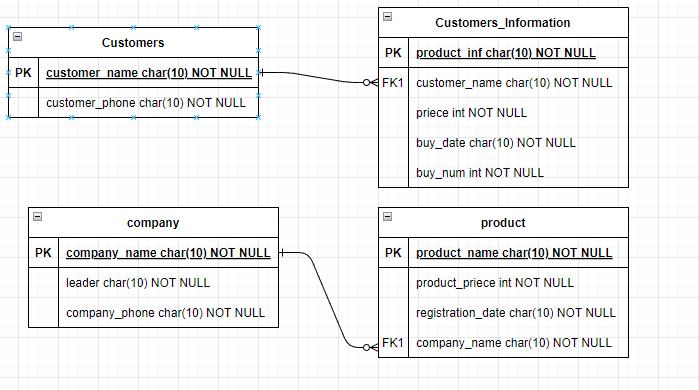 Customers
PK customer_name char(10) NOT NULL
customer_phone char(10) NOT NULL
Customers_Information
PK product_inf char(10) NOT NULL
FK1 customer_name char(10) NOT NULL
priece int NOT NULL
buy_date char(10) NOT NULL
buy_num int NOT NULL
company
PK company_name char(10) NOT NULL
leader char(10) NOT NULL
company_phone char(10) NOT NULL
product
PK product_name char(10) NOT NULL
product_priece int NOT NULL
registration_date char(10) NOT NULL
FK1 company_name char(10) NOT NULL